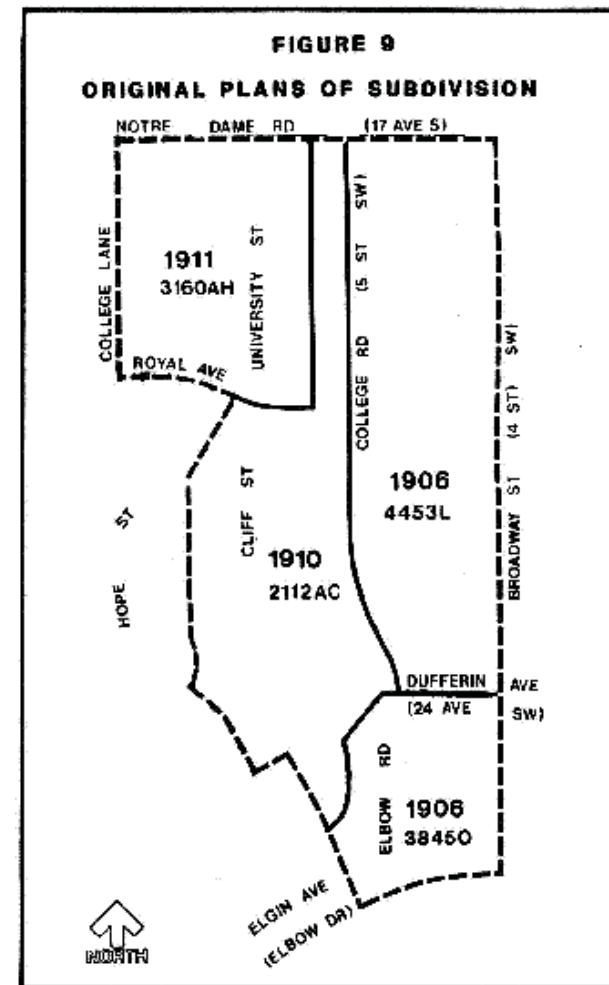 FIGURE 9
ORIGINAL PLANS OF SUBDIVISION
NOTRE DAME RD (17 AVE S)
COLLEGE LANE
1911
3160AH
UNIVERSITY ST
ROYAL AVE
COLLEGE RD (5 ST SW)
BROADWAY ST (4 ST) SW)
1906
4453L
HOPE ST
CLIFF ST
1910
2112AC
DUFFERIN AVE
(24 AVE SW)
ELBOW RD
1906
3845O
ELGIN AVE
(ELBOW DR)
NORTH